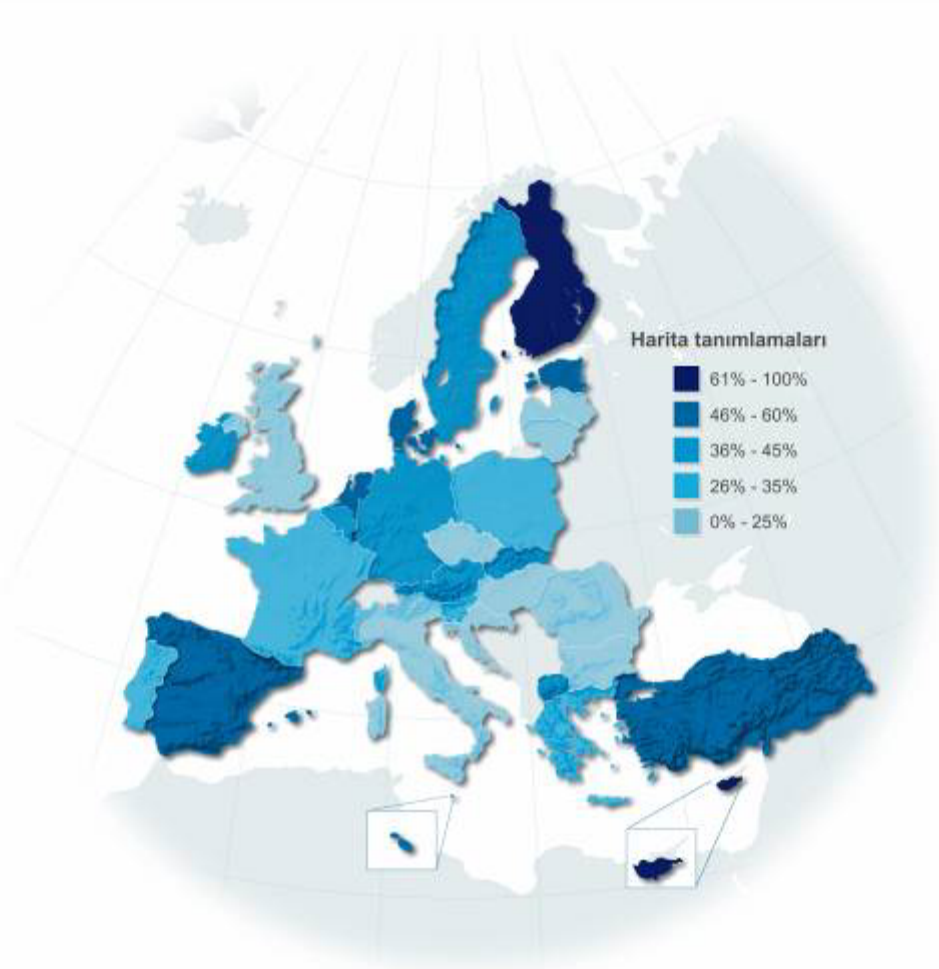 Harita tanımlamaları
61% - 100%
46% - 60%
36% - 45%
26% - 35%
0% - 25%